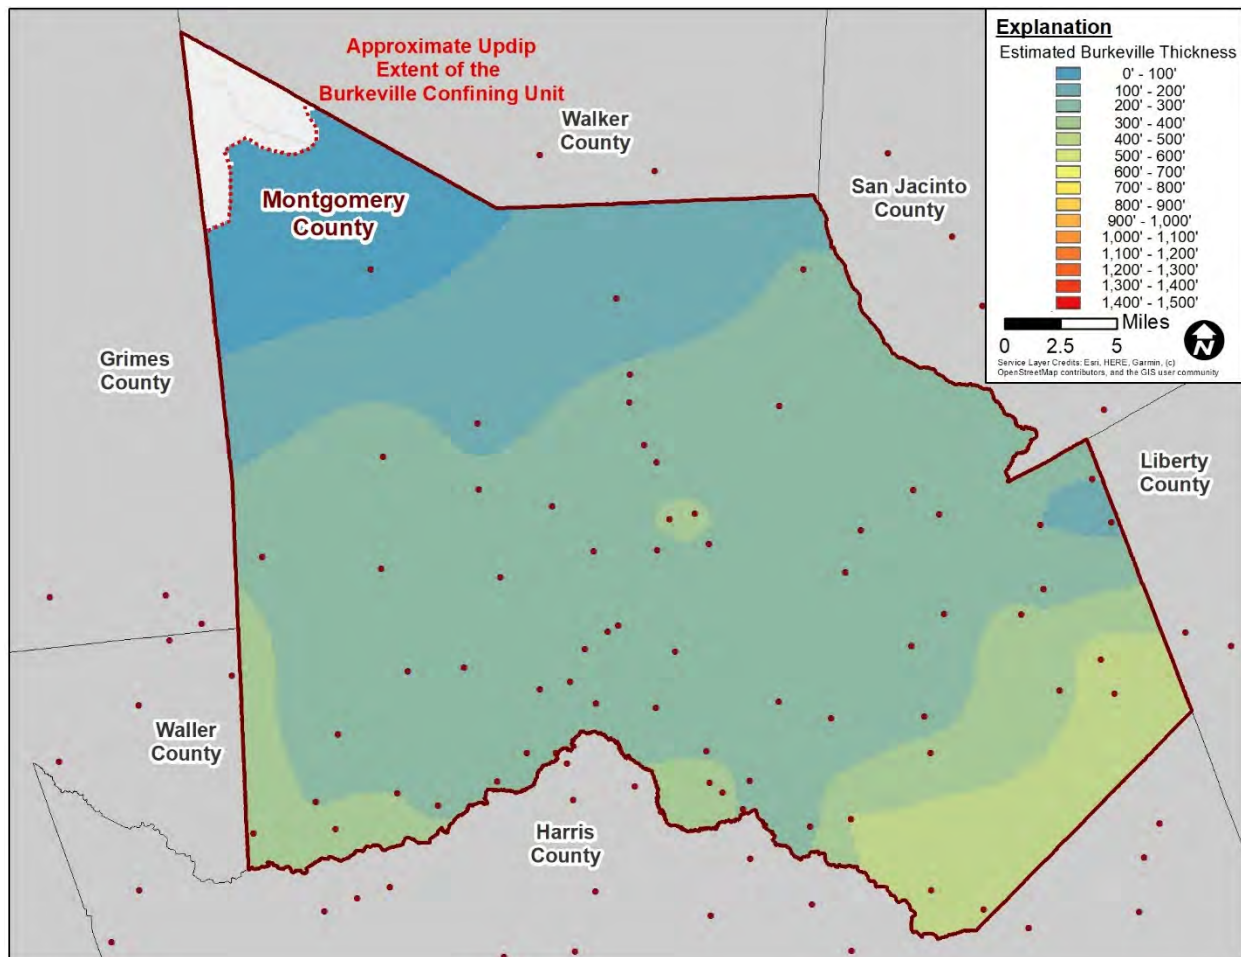 Approximate Updip
Extent of the
Burkeville Confining Unit
Walker
County
San Jacinto
County
Montgomery
County
Grimes
County
Liberty
County
Waller
County
Harris
County
Explanation
Estimated Burkeville Thickness
0' - 100'
100' - 200'
200' - 300'
300' - 400'
400' - 500'
500' - 600'
600' - 700'
700' - 800'
800' - 900'
900' - 1,000'
1,000' - 1,100'
1,100' - 1,200'
1,200' - 1,300'
1,300' - 1,400'
1,400' - 1,500'
Miles
0 2.5 5
N
Service Layer Credits: Esri, HERE, Garmin, (c)
OpenStreetMap contributors, and the GIS user community